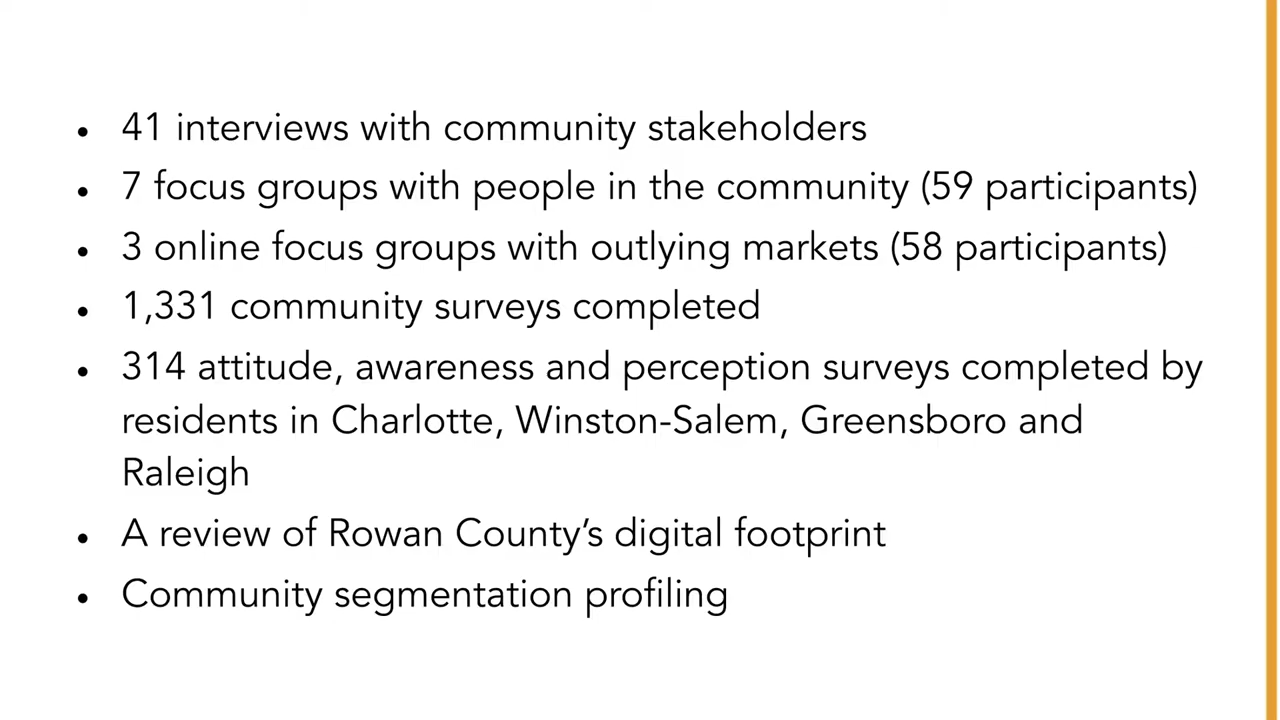 • 41 interviews with community stakeholders
• 7 focus groups with people in the community (59 participants)
• 3 online focus groups with outlying markets (58 participants)
• 1,331 community surveys completed
• 314 attitude, awareness and perception surveys completed by
residents in Charlotte, Winston-Salem, Greensboro and
Raleigh
• A review of Rowan County’s digital footprint
• Community segmentation profiling